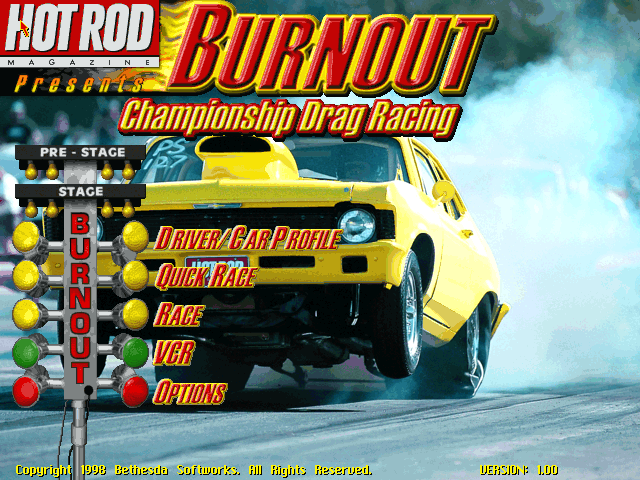 HOT ROD
MAGAZINE
Presents
BURNOUT
Championship Drag Racing
PRE - STAGE
STAGE
BURNOUT
DRIVER/CAR PROFILE
QUICK RACE
RACE
VCR
OPTIONS
Copyright 1998 Bethesda Softworks. All Rights Reserved.
VERSION: 1.00